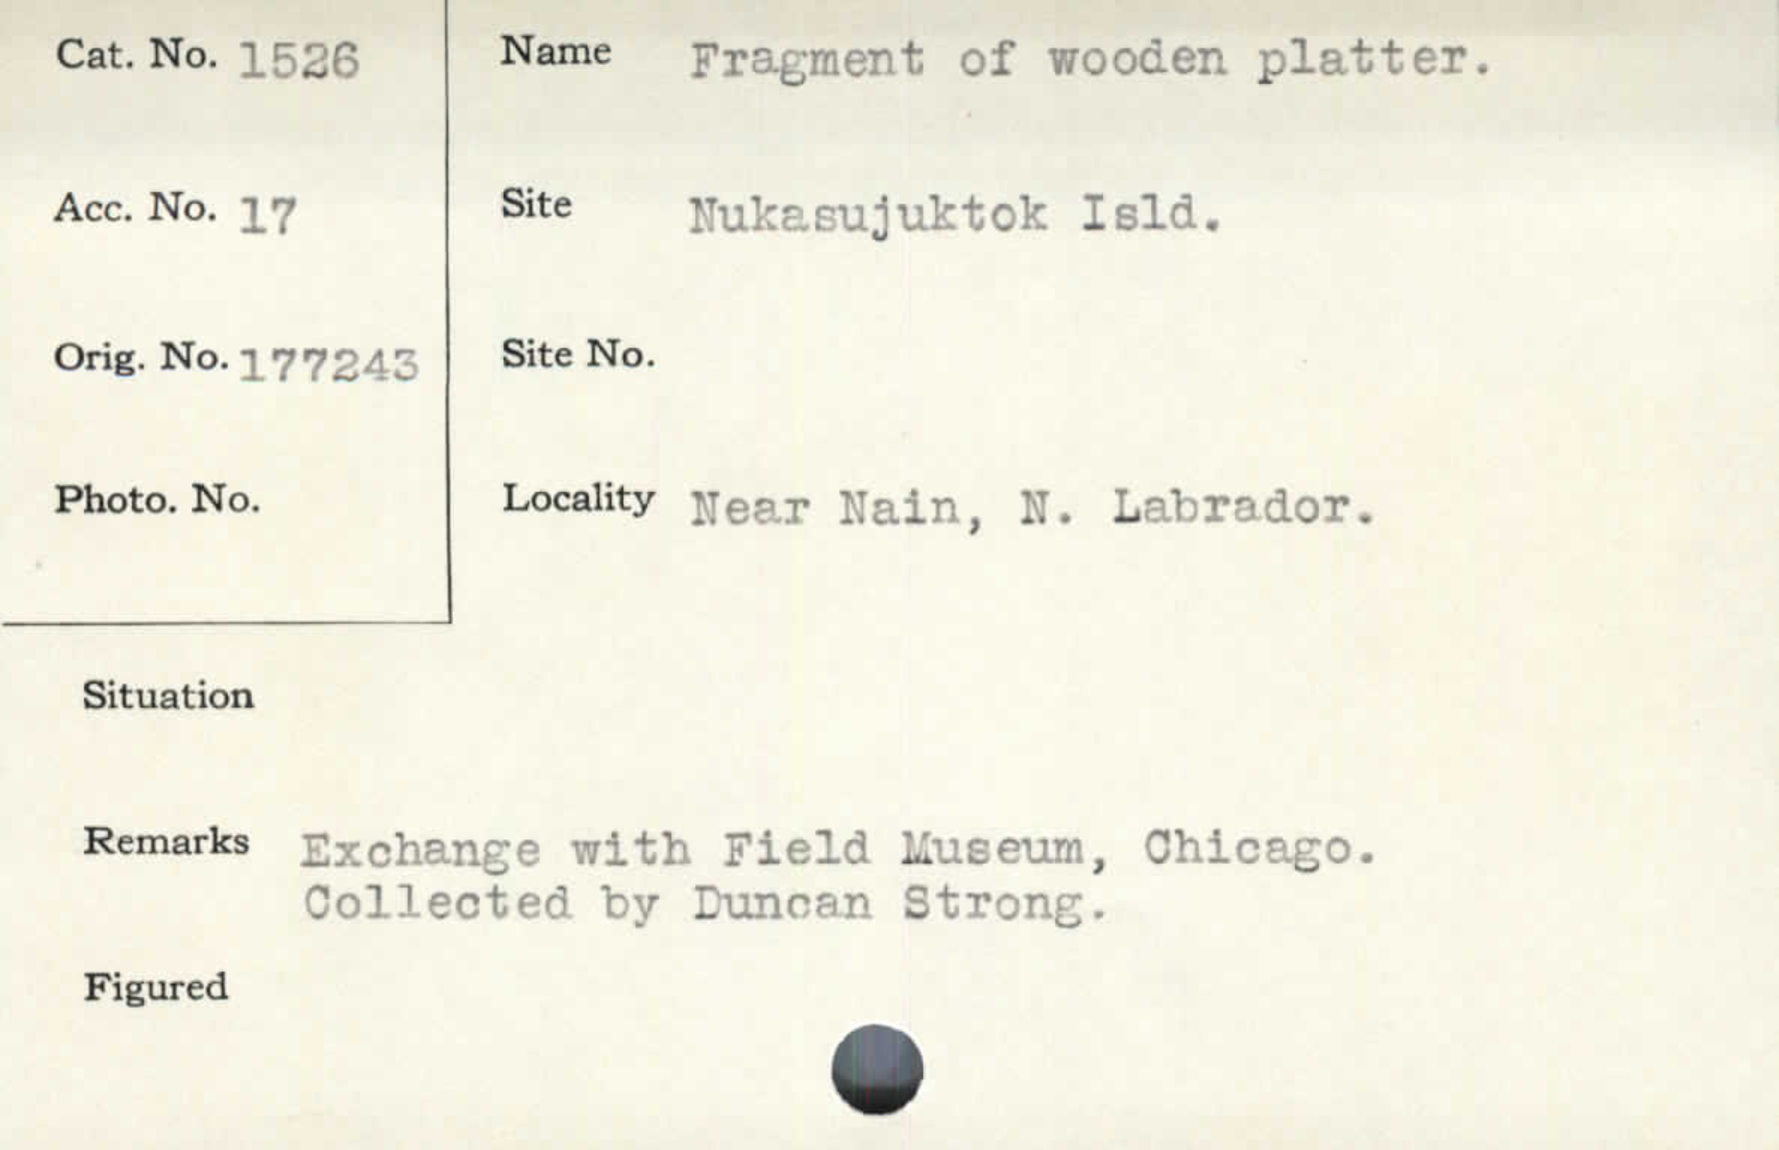 Cat. No. 1526
Name Fragment of wooden platter.
Acc. No. 17
Site Nukasujuktok Isld.
Orig. No. 177243
Site No.
Photo. No.
Locality Near Nain, N. Labrador.
Situation
Remarks Exchange with Field Museum, Chicago.
Collected by Duncan Strong.
Figured